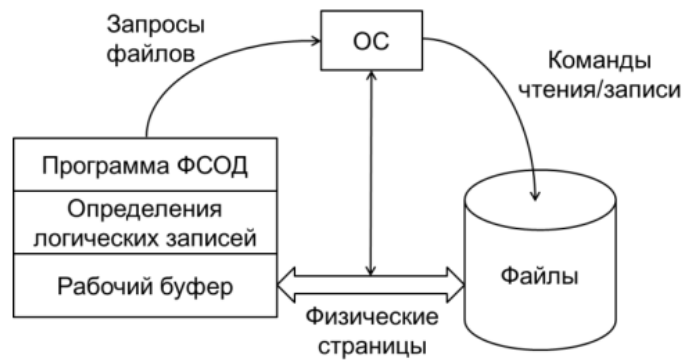 Запросы
файлов
ОС
Команды
чтения/записи
Программа ФСОД
Определения
логических записей
Рабочий буфер
Файлы
Физические
страницы